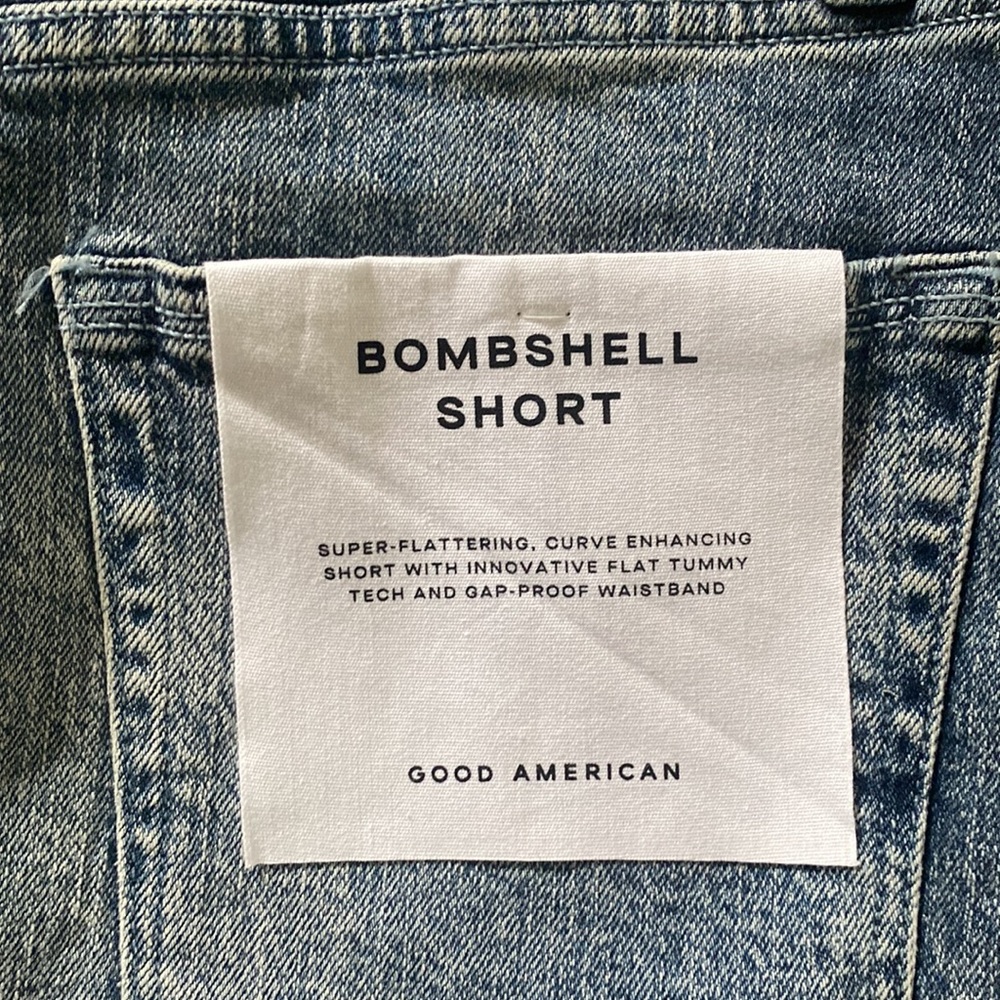 BOMBSHELL
SHORT
SUPER-FLATTERING, CURVE ENHANCING
SHORT WITH INNOVATIVE FLAT TUMMY
TECH AND GAP-PROOF WAISTBAND
GOOD AMERICAN